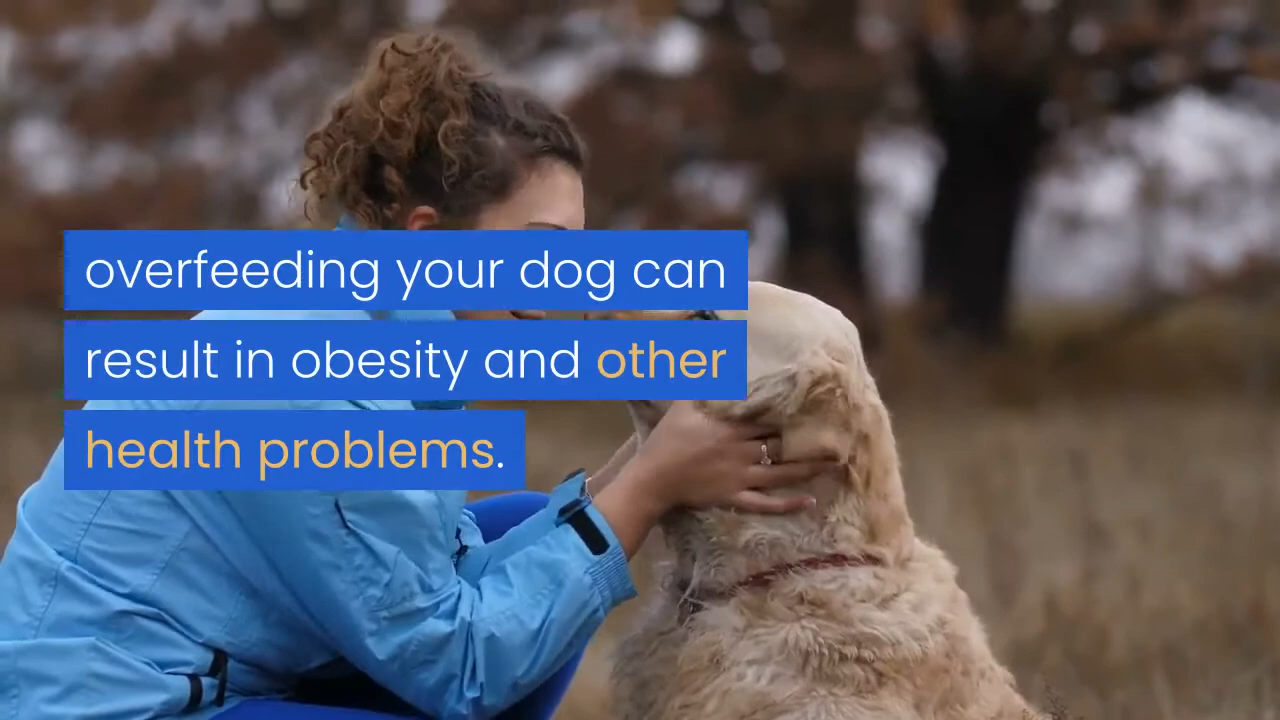 overfeeding your dog can
result in obesity and other
health problems.